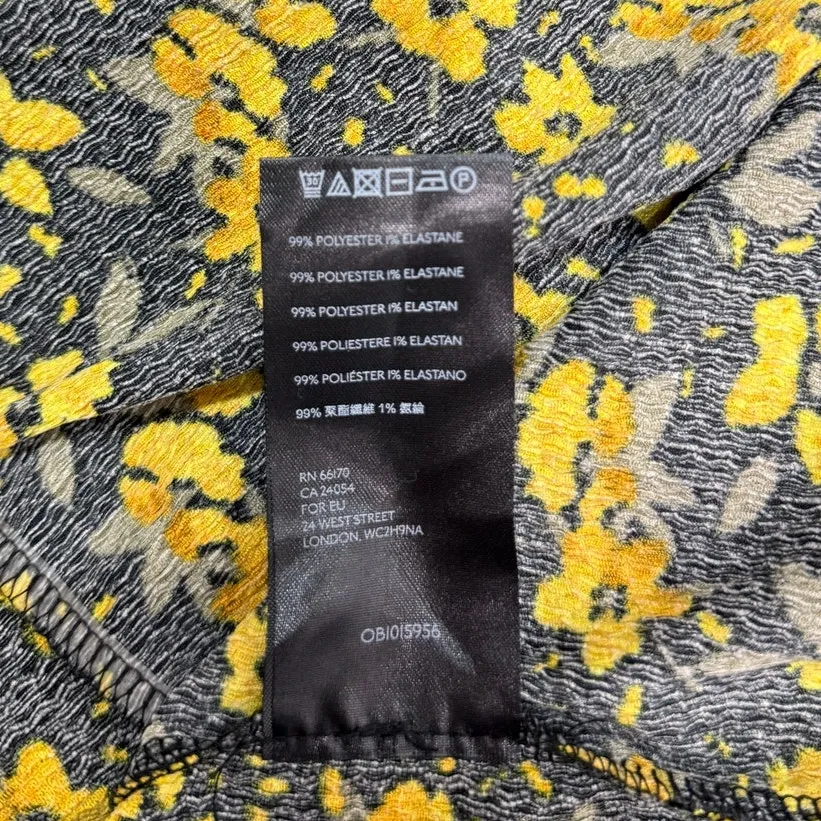 30
P
99% POLYESTER 1% ELASTANE
99% POLYESTER 1% ELASTANE
99% POLYESTER 1% ELASTAN
99% POLIESTERE 1% ELASTAN
99% POLIÉSTER 1% ELASTANO
99% 聚酯纖維 1% 氨綸
RN 66170
CA 24054
FOR EU
24 WEST STREET
LONDON, WC2H9NA
OB1015956